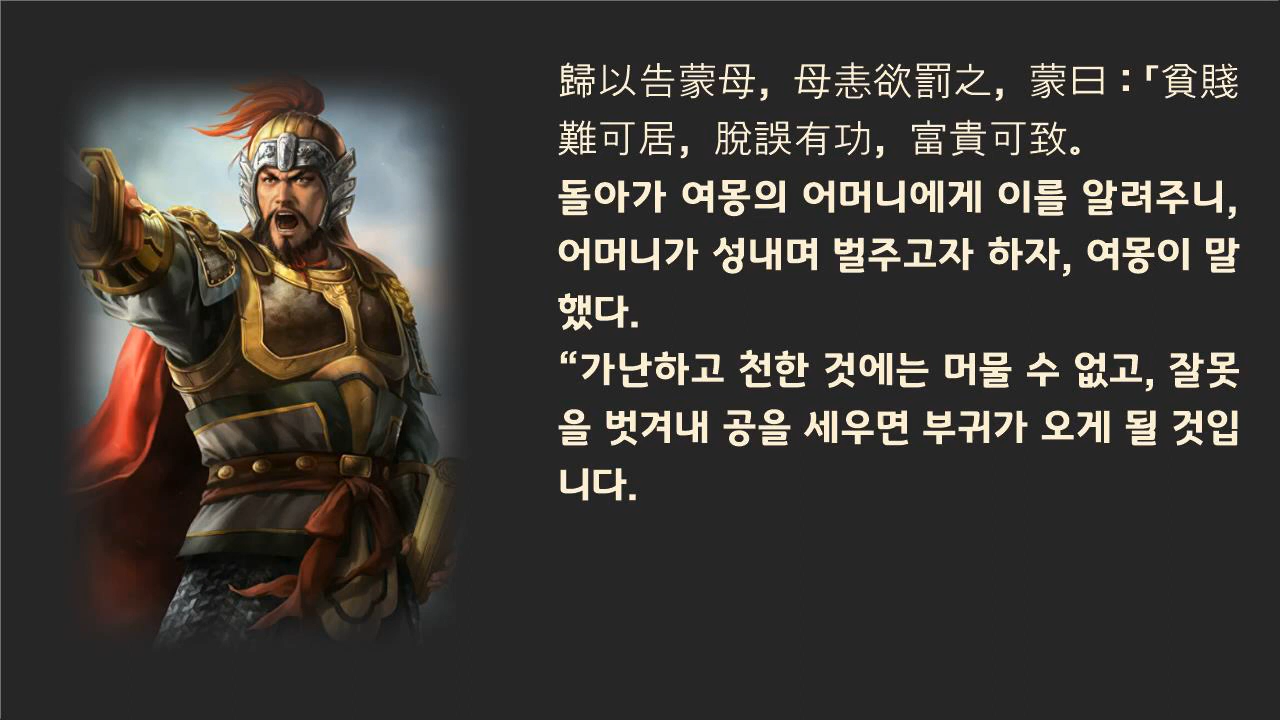 歸以告蒙母, 母恚欲罰之, 蒙曰：「貧賤
難可居, 脫誤有功, 富貴可致。
돌아가 여몽의 어머니에게 이를 알려주니,
어머니가 성내며 벌주고자 하자, 여몽이 말
했다.
“가난하고 천한 것에는 머물 수 없고, 잘못
을 벗겨내 공을 세우면 부귀가 오게 될 것입
니다.